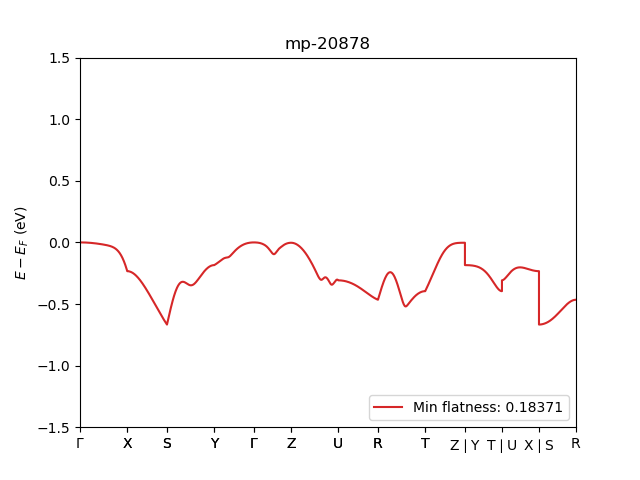 mp-20878
E − E_F (eV)
1.5
1.0
0.5
0.0
−0.5
−1.0
−1.5
Min flatness: 0.18371
Γ X S Y Γ Z U R T Z|Y T|U X|S R